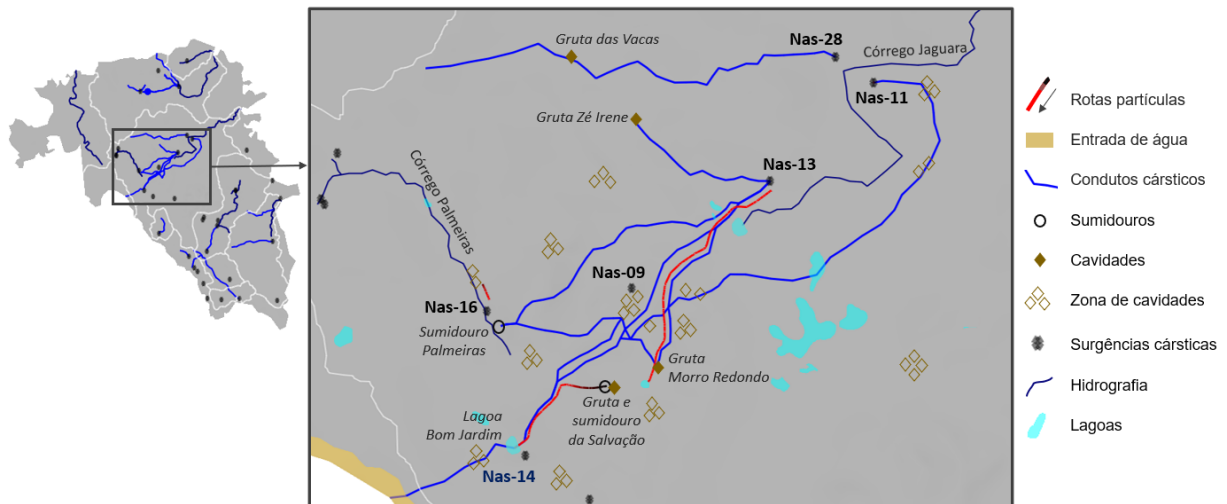 Gruta das Vacas
Nas-28
Córrego Jaguara
Nas-11
Gruta Zé Irene
Nas-13
Córrego Palmeiras
Nas-09
Nas-16
Sumidouro
Palmeiras
Gruta
Morro Redondo
Gruta e
sumidouro
da Salvação
Lagoa
Bom Jardim
Nas-14
Rotas partículas
Entrada de água
Condutos cársticos
Sumidouros
Cavidades
Zona de cavidades
Surgências cársticas
Hidrografia
Lagoas